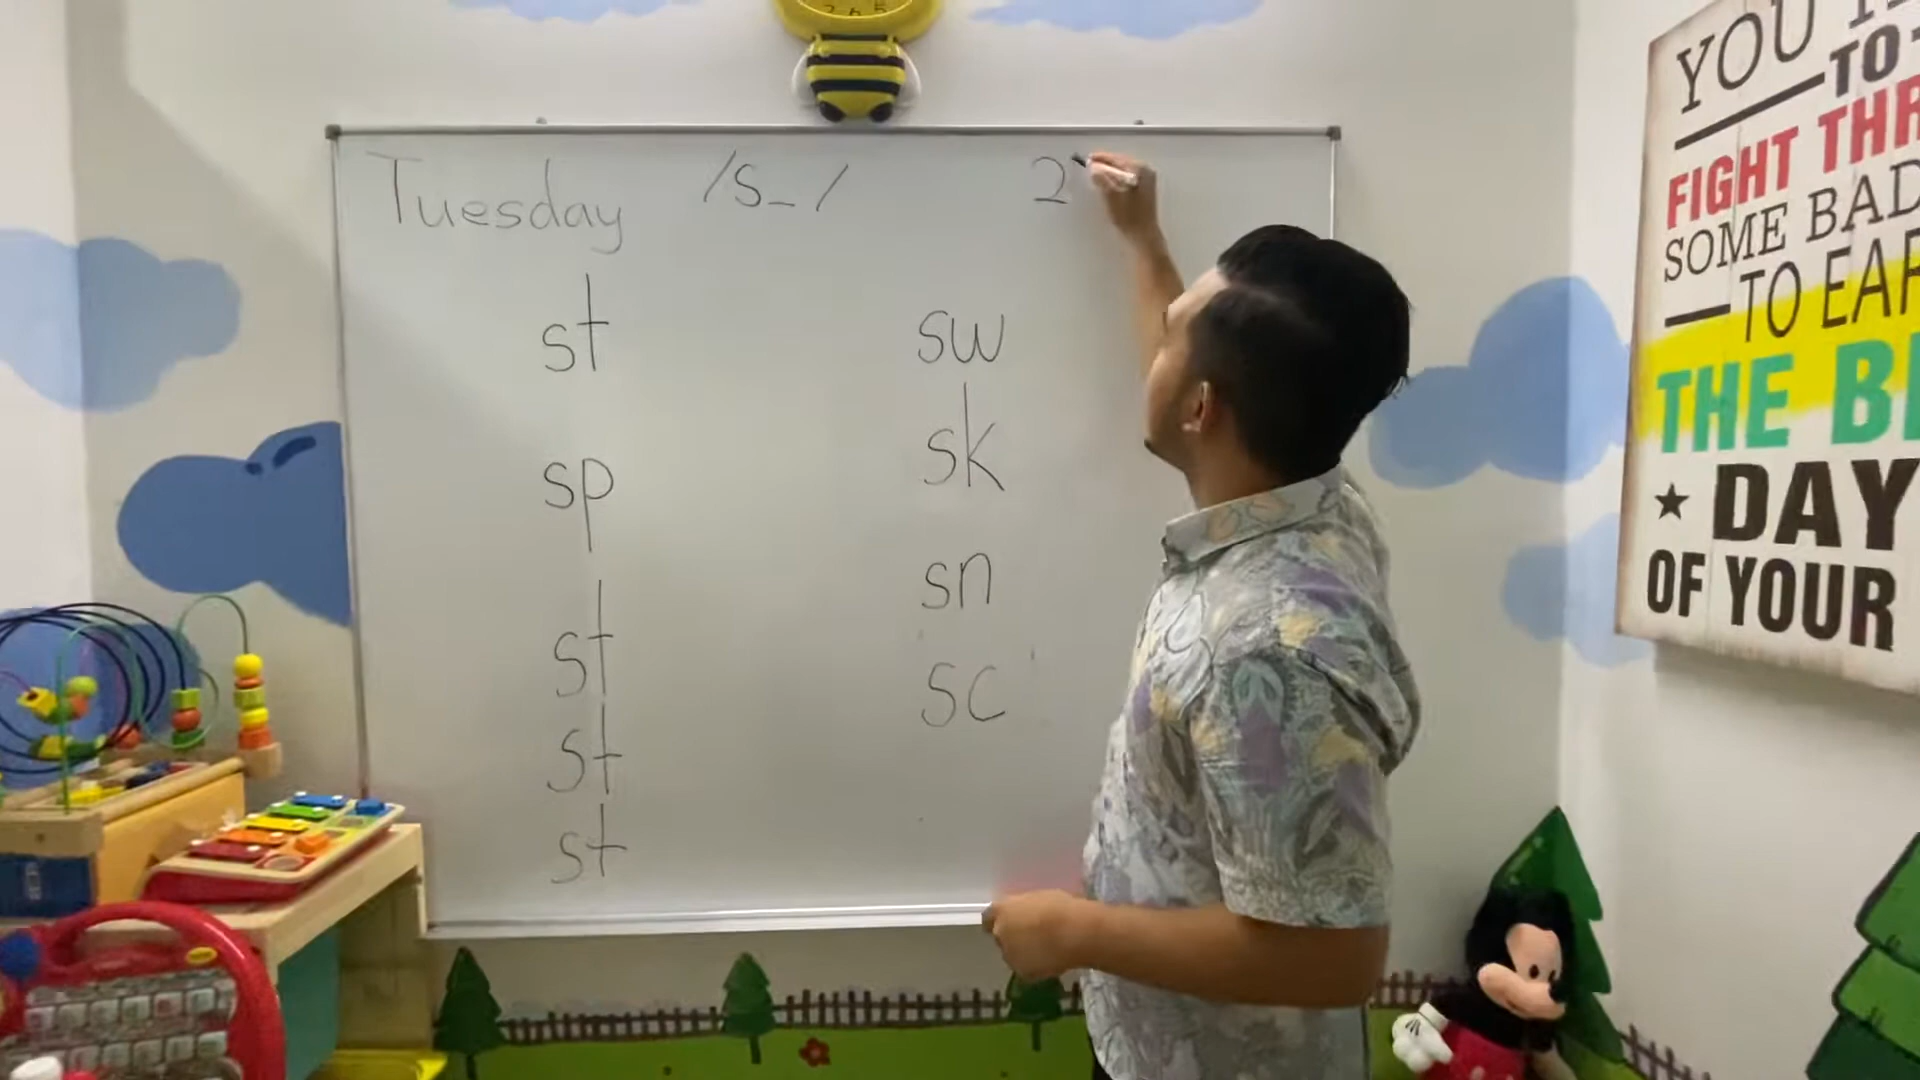 Tuesday /s_/ 2
st
sp
st
st
st
sw
sk
sn
sc
YOU
TO
FIGHT THR
SOME BAD
TO EAR
THE BE
DAY
OF YOUR